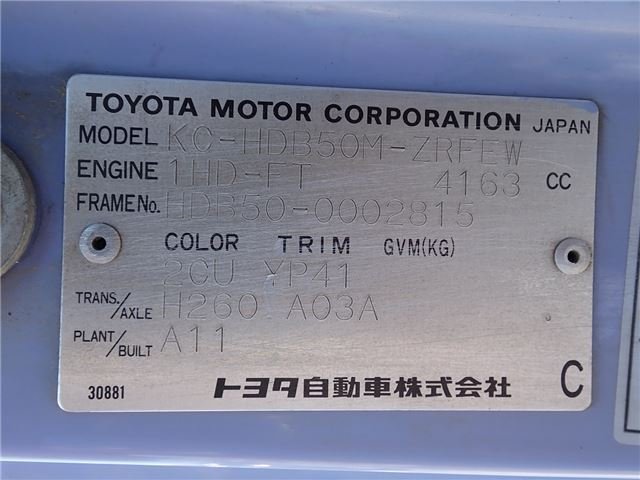 TOYOTA MOTOR CORPORATION JAPAN
MODEL KC-HDB50M-ZRFEW
ENGINE 1HD-FT 4163 CC
FRAME No. HDB50-0002815
COLOR TRIM GVM(KG)
2CU YP41
TRANS./AXLE H260 A03A
PLANT/BUILT A11
30881 トヨタ自動車株式会社 C